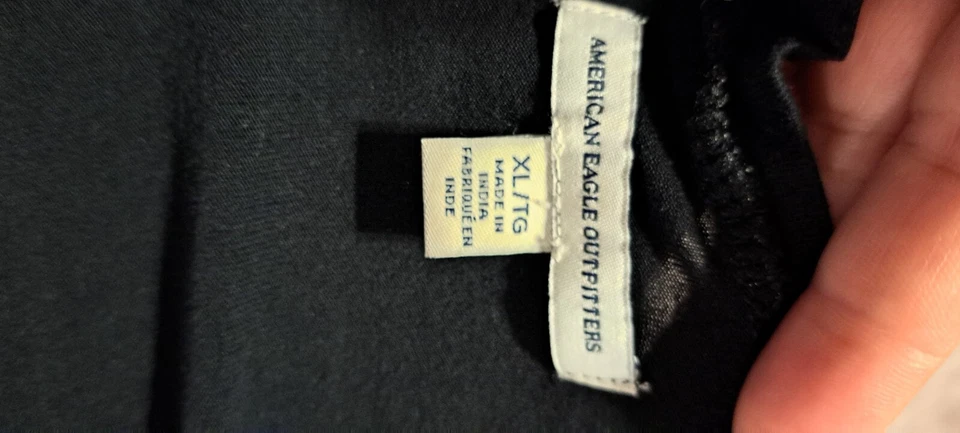 AMERICAN EAGLE OUTFITTERS
XL/TG
MADE IN
INDIA
FABRIQUÉ EN
INDE